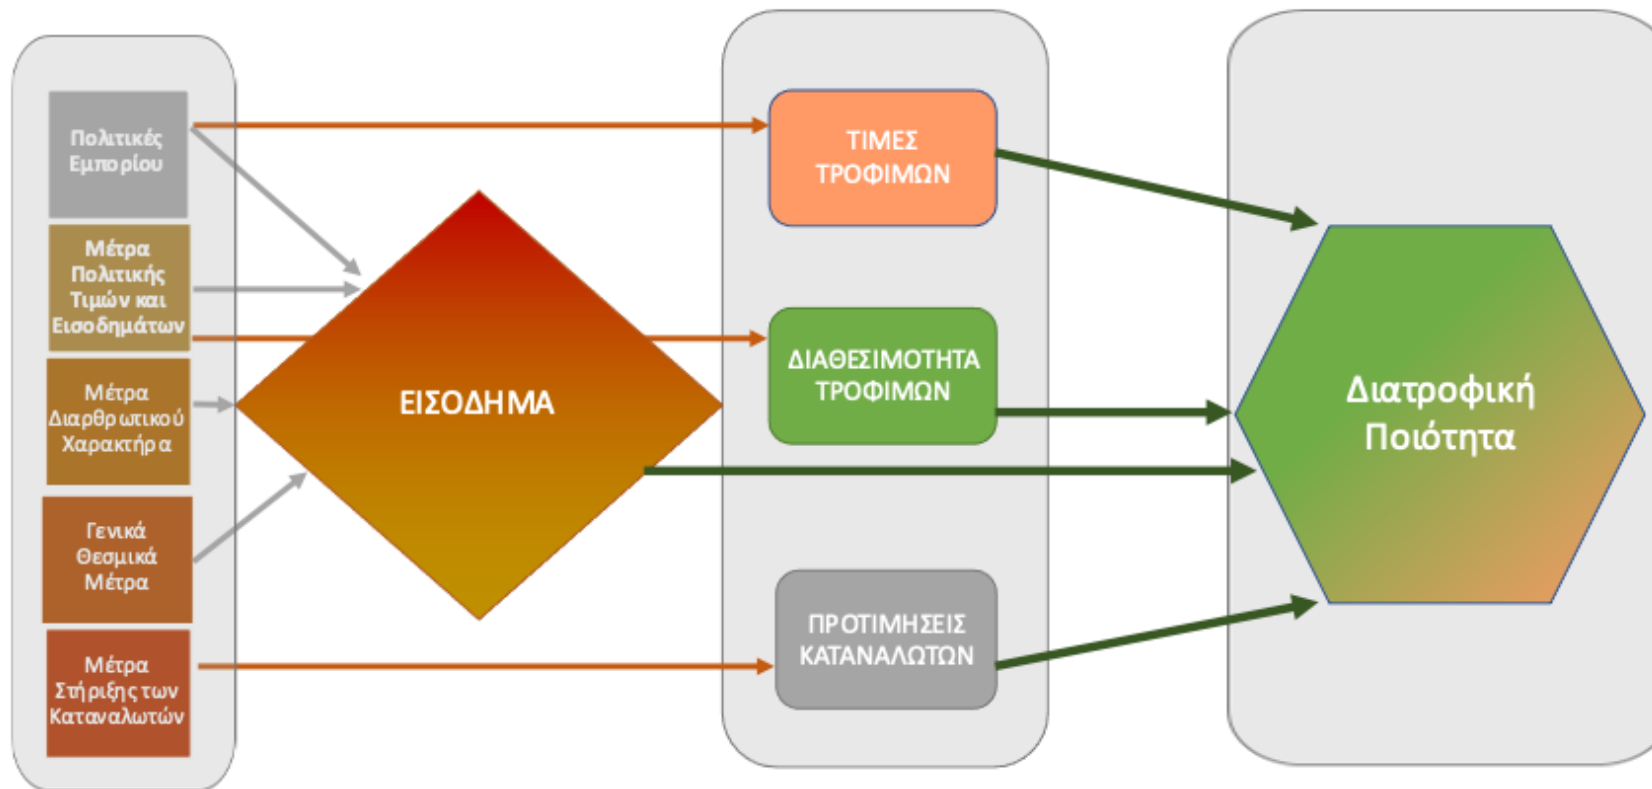 Πολιτικές
Εμπορίου
Μέτρα
Πολιτικής
Τιμών και
Εισοδημάτων
Μέτρα
Διαρθρωτικού
Χαρακτήρα
Γενικά
Θεσμικά
Μέτρα
Μέτρα
Στήριξης των
Καταναλωτών
ΕΙΣΟΔΗΜΑ
ΤΙΜΕΣ
ΤΡΟΦΙΜΩΝ
ΔΙΑΘΕΣΙΜΟΤΗΤΑ
ΤΡΟΦΙΜΩΝ
ΠΡΟΤΙΜΗΣΕΙΣ
ΚΑΤΑΝΑΛΩΤΩΝ
Διατροφική
Ποιότητα